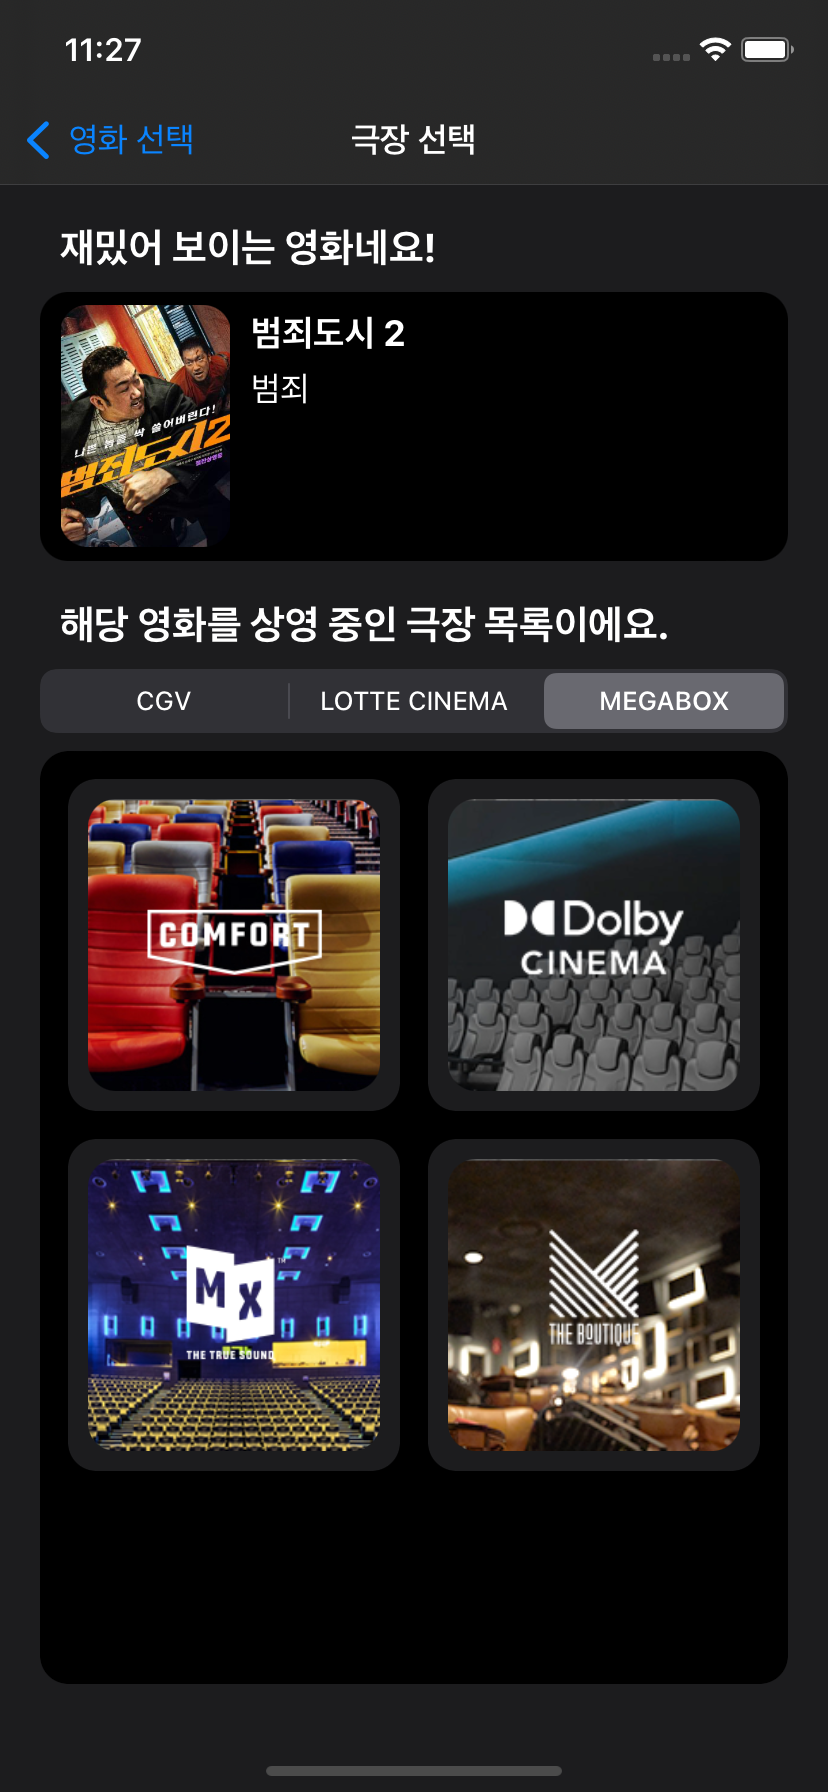 11:27
영화 선택
극장 선택
재밌어 보이는 영화네요!
범죄도시 2
범죄
나쁜 놈들 싹 쓸어버린다!
범죄도시2
해당 영화를 상영 중인 극장 목록이에요.
CGV
LOTTE CINEMA
MEGABOX
COMFORT
Dolby
CINEMA
MX
THE TRUE SOUND
THE BOUTIQUE